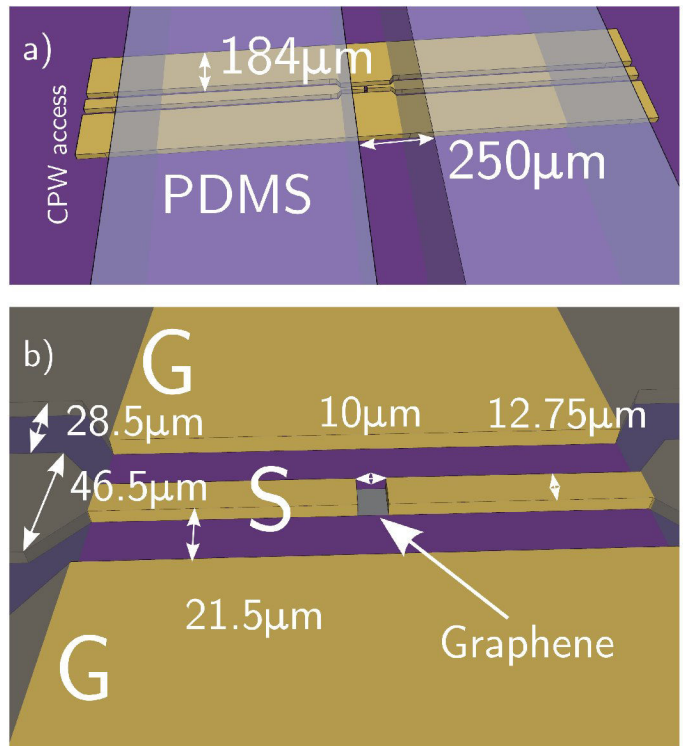 a)
184μm
CPW access
PDMS
250μm
b)
G
28.5μm
10μm
12.75μm
46.5μm
S
21.5μm
Graphene
G